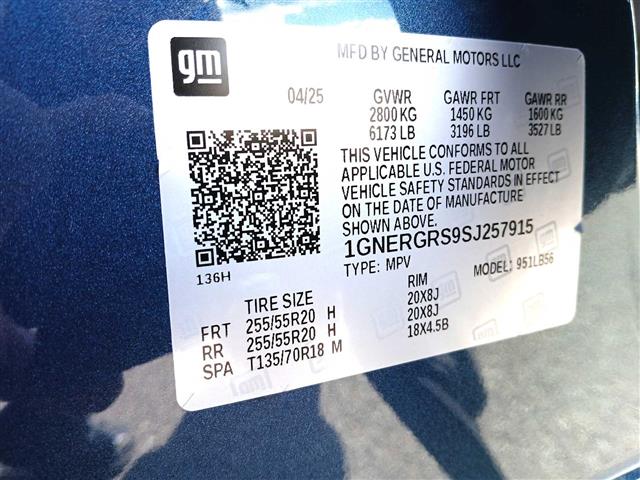 gm
MFD BY GENERAL MOTORS LLC
04/25 GVWR GAWR FRT GAWR RR
2800 KG 1450 KG 1600 KG
6173 LB 3196 LB 3527 LB
THIS VEHICLE CONFORMS TO ALL
APPLICABLE U.S. FEDERAL MOTOR
VEHICLE SAFETY STANDARDS IN EFFECT
ON THE DATE OF MANUFACTURE
SHOWN ABOVE.
1GNERGRS9SJ257915
TYPE: MPV MODEL: 951LB56
136H
TIRE SIZE RIM
FRT 255/55R20 H 20X8J
RR 255/55R20 H 20X8J
SPA T135/70R18 M 18X4.5B